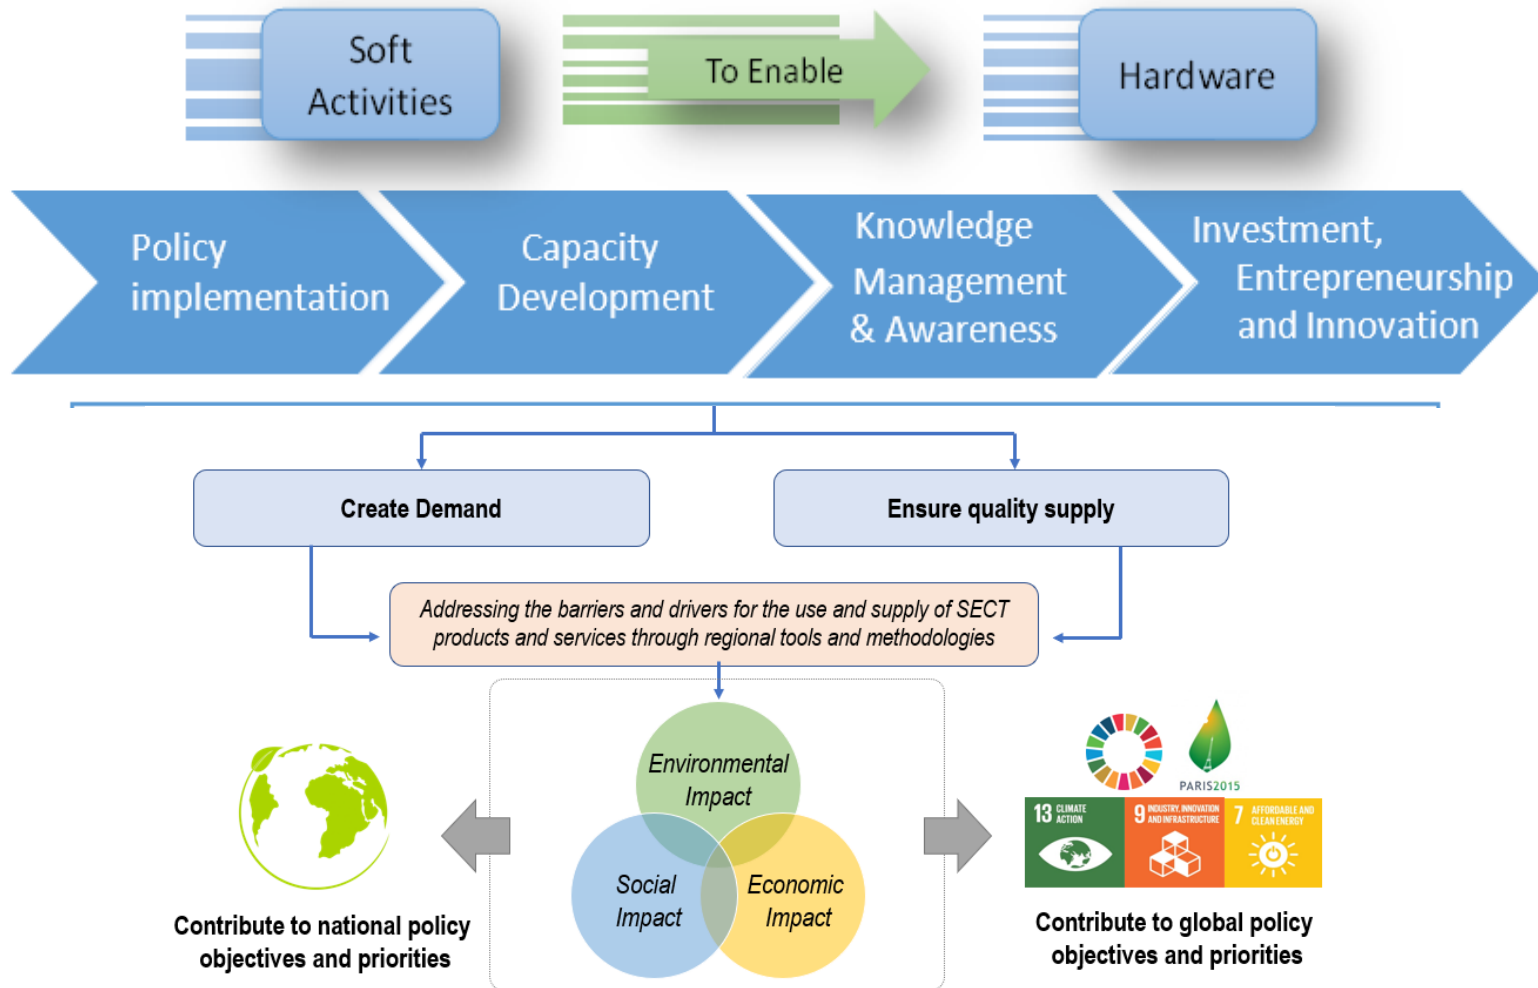 Soft
Activities
To Enable
Hardware
Policy
implementation
Capacity
Development
Knowledge
Management
& Awareness
Investment,
Entrepreneurship
and Innovation
Create Demand
Ensure quality supply
Addressing the barriers and drivers for the use and supply of SECT
products and services through regional tools and methodologies
Environmental
Impact
Social
Impact
Economic
Impact
Contribute to national policy
objectives and priorities
PARIS2015
13 CLIMATE
ACTION
9 INDUSTRY, INNOVATION
AND INFRASTRUCTURE
7 AFFORDABLE AND
CLEAN ENERGY
Contribute to global policy
objectives and priorities